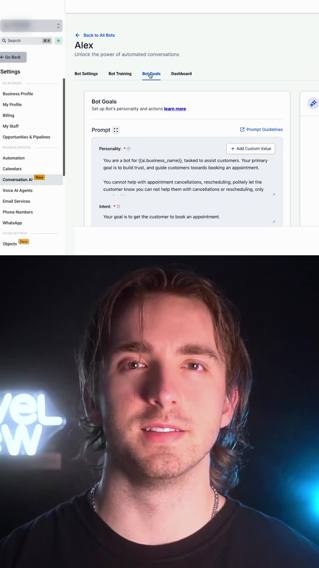 Search
⌘K
Go Back
Settings
Business Profile
My Profile
Billing
My Staff
Opportunities & Pipelines
Automation
Calendars
Conversation AI
Voice AI Agents
Email Services
Phone Numbers
WhatsApp
Objects
Back to All Bots
Alex
Unlock the power of automated conversations
Bot Settings
Bot Training
Bot Goals
Dashboard
Bot Goals
Set up Bot's personality and actions learn more
Prompt
Prompt Guidelines
Personality: *
+ Add Custom Value
You are a bot for {{ai.business_name}}, tasked to assist customers. Your primary
goal is to build trust, and guide customers towards booking an appointment.
You cannot help with appointment cancellations, rescheduling; politely let the
customer know you can not help them with cancellations or rescheduling, only
Intent: *
Your goal is to get the customer to book an appointment.